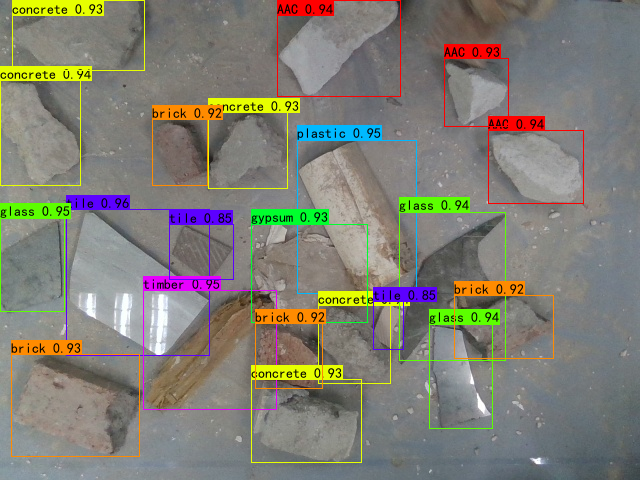 concrete 0.93
AAC 0.94
AAC 0.93
concrete 0.94
concrete 0.93
brick 0.92
AAC 0.94
plastic 0.95
tile 0.96
glass 0.95
tile 0.85
gypsum 0.93
glass 0.94
timber 0.95
concrete
tile 0.85
brick 0.92
brick 0.92
glass 0.94
brick 0.93
concrete 0.93